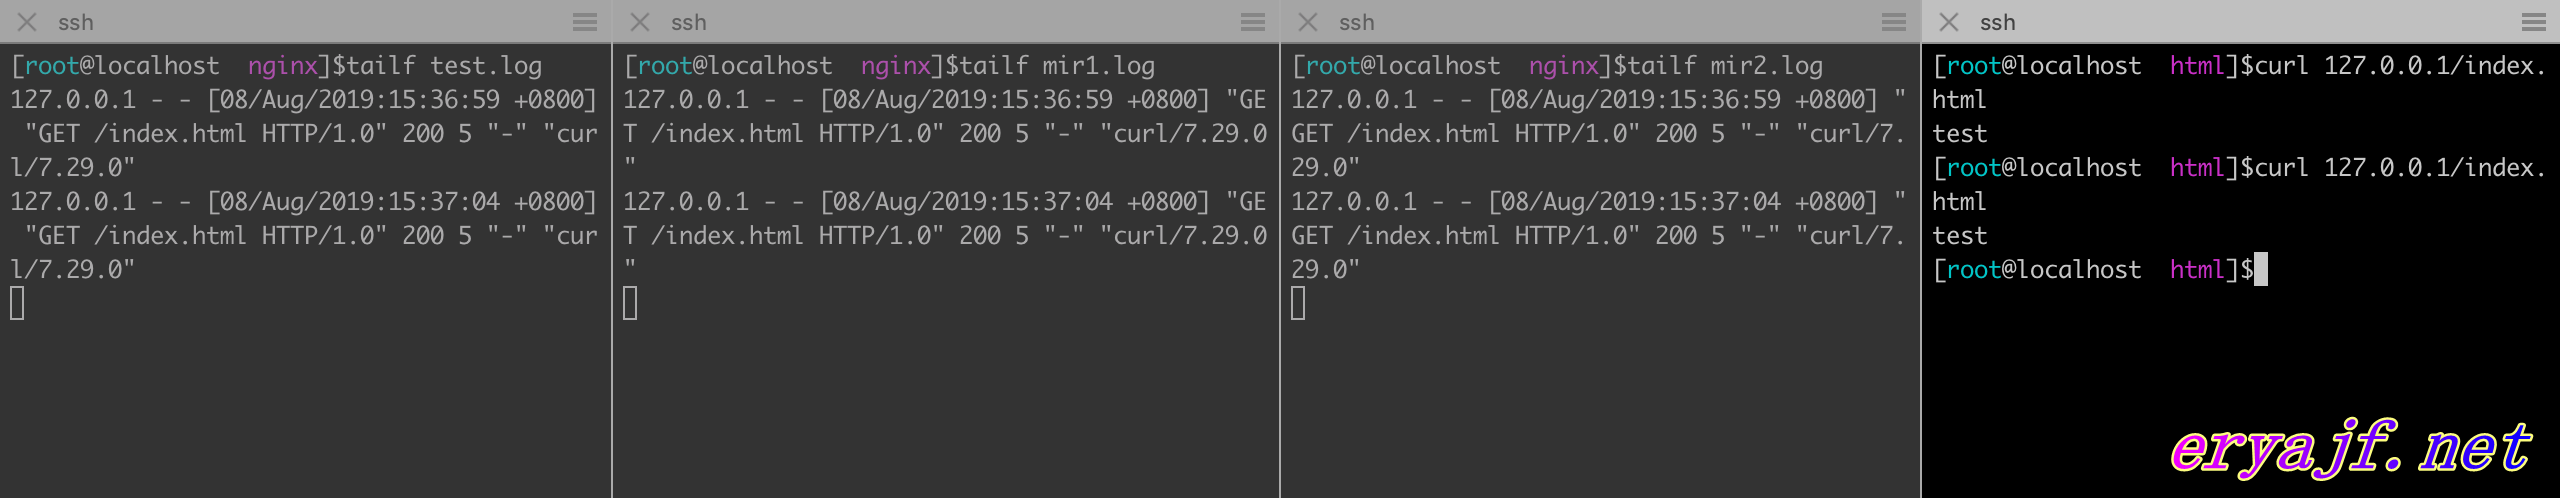 ssh
[root@localhost  nginx]$tailf test.log
127.0.0.1 - - [08/Aug/2019:15:36:59 +0800]
 "GET /index.html HTTP/1.0" 200 5 "-" "cur
l/7.29.0"
127.0.0.1 - - [08/Aug/2019:15:37:04 +0800]
 "GET /index.html HTTP/1.0" 200 5 "-" "cur
l/7.29.0"
ssh
[root@localhost  nginx]$tailf mir1.log
127.0.0.1 - - [08/Aug/2019:15:36:59 +0800] "GE
T /index.html HTTP/1.0" 200 5 "-" "curl/7.29.0
"
127.0.0.1 - - [08/Aug/2019:15:37:04 +0800] "GE
T /index.html HTTP/1.0" 200 5 "-" "curl/7.29.0
"
ssh
[root@localhost  nginx]$tailf mir2.log
127.0.0.1 - - [08/Aug/2019:15:36:59 +0800] "
GET /index.html HTTP/1.0" 200 5 "-" "curl/7.
29.0"
127.0.0.1 - - [08/Aug/2019:15:37:04 +0800] "
GET /index.html HTTP/1.0" 200 5 "-" "curl/7.
29.0"
ssh
[root@localhost  html]$curl 127.0.0.1/index.
html
test
[root@localhost  html]$curl 127.0.0.1/index.
html
test
[root@localhost  html]$
eryajf.net